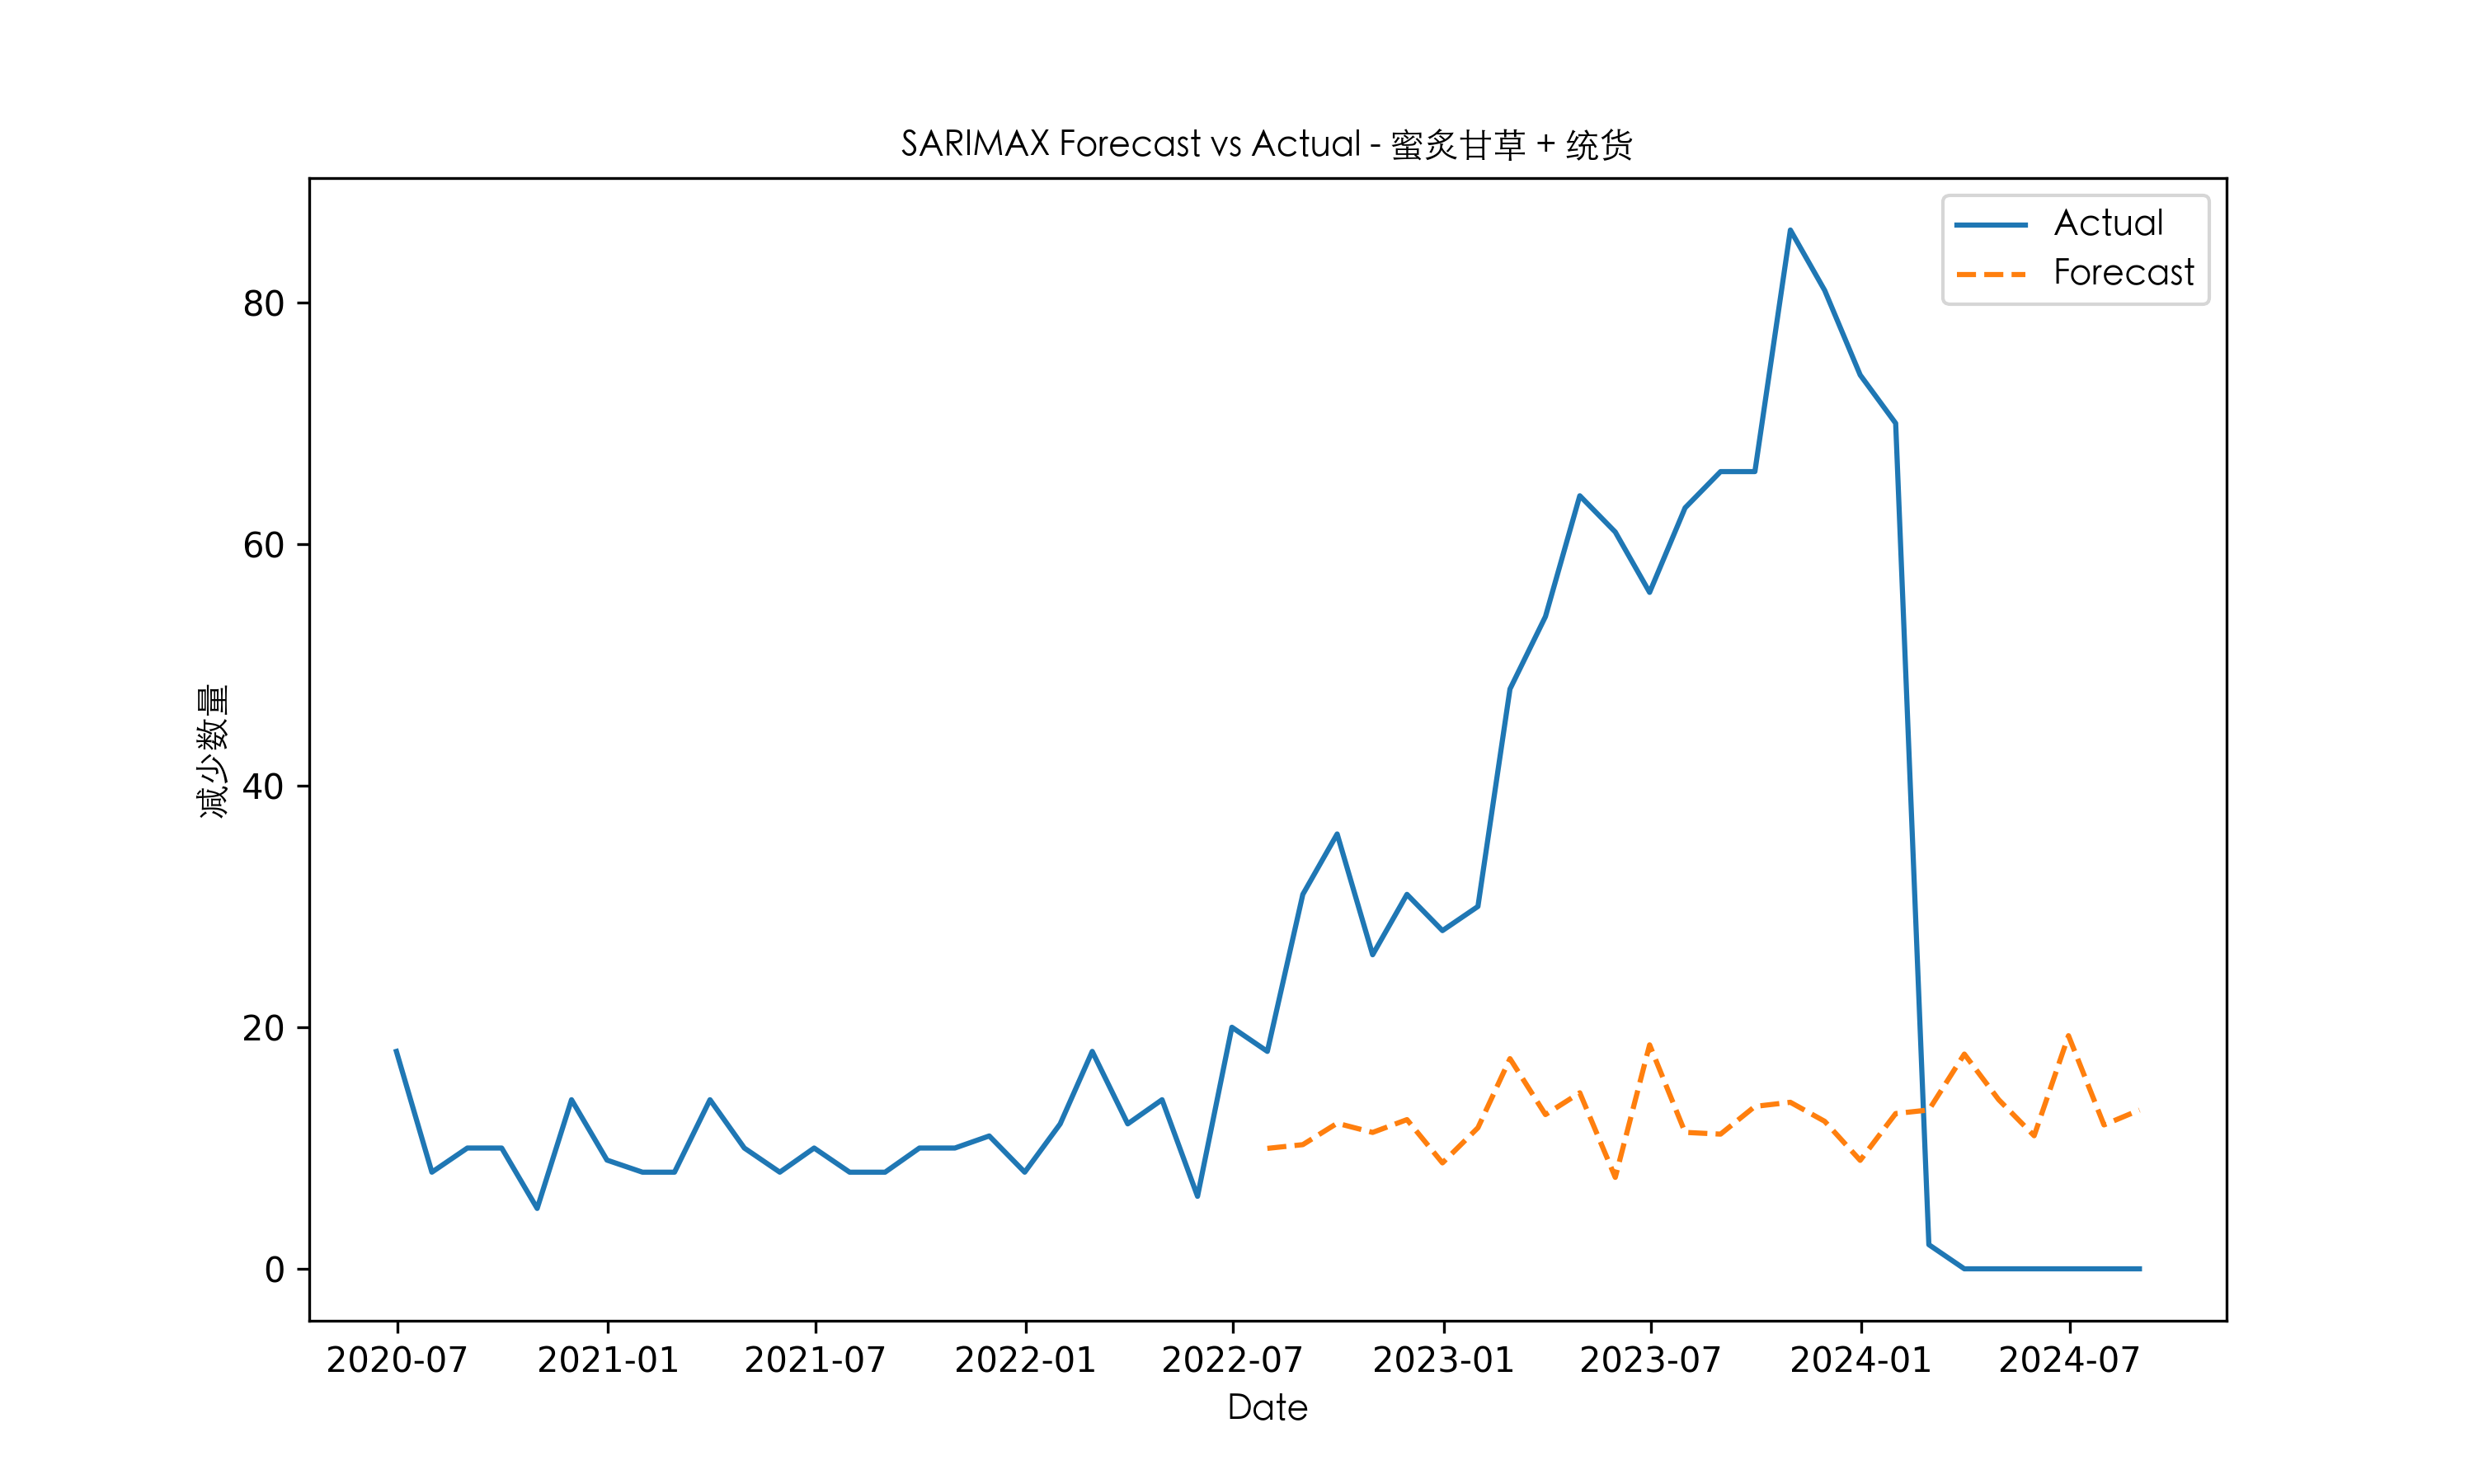 SARIMAX Forecast vs Actual - 蜜炙甘草 + 统货
Actual
Forecast
减少数量
80
60
40
20
0
2020-07 2021-01 2021-07 2022-01 2022-07 2023-01 2023-07 2024-01 2024-07
Date